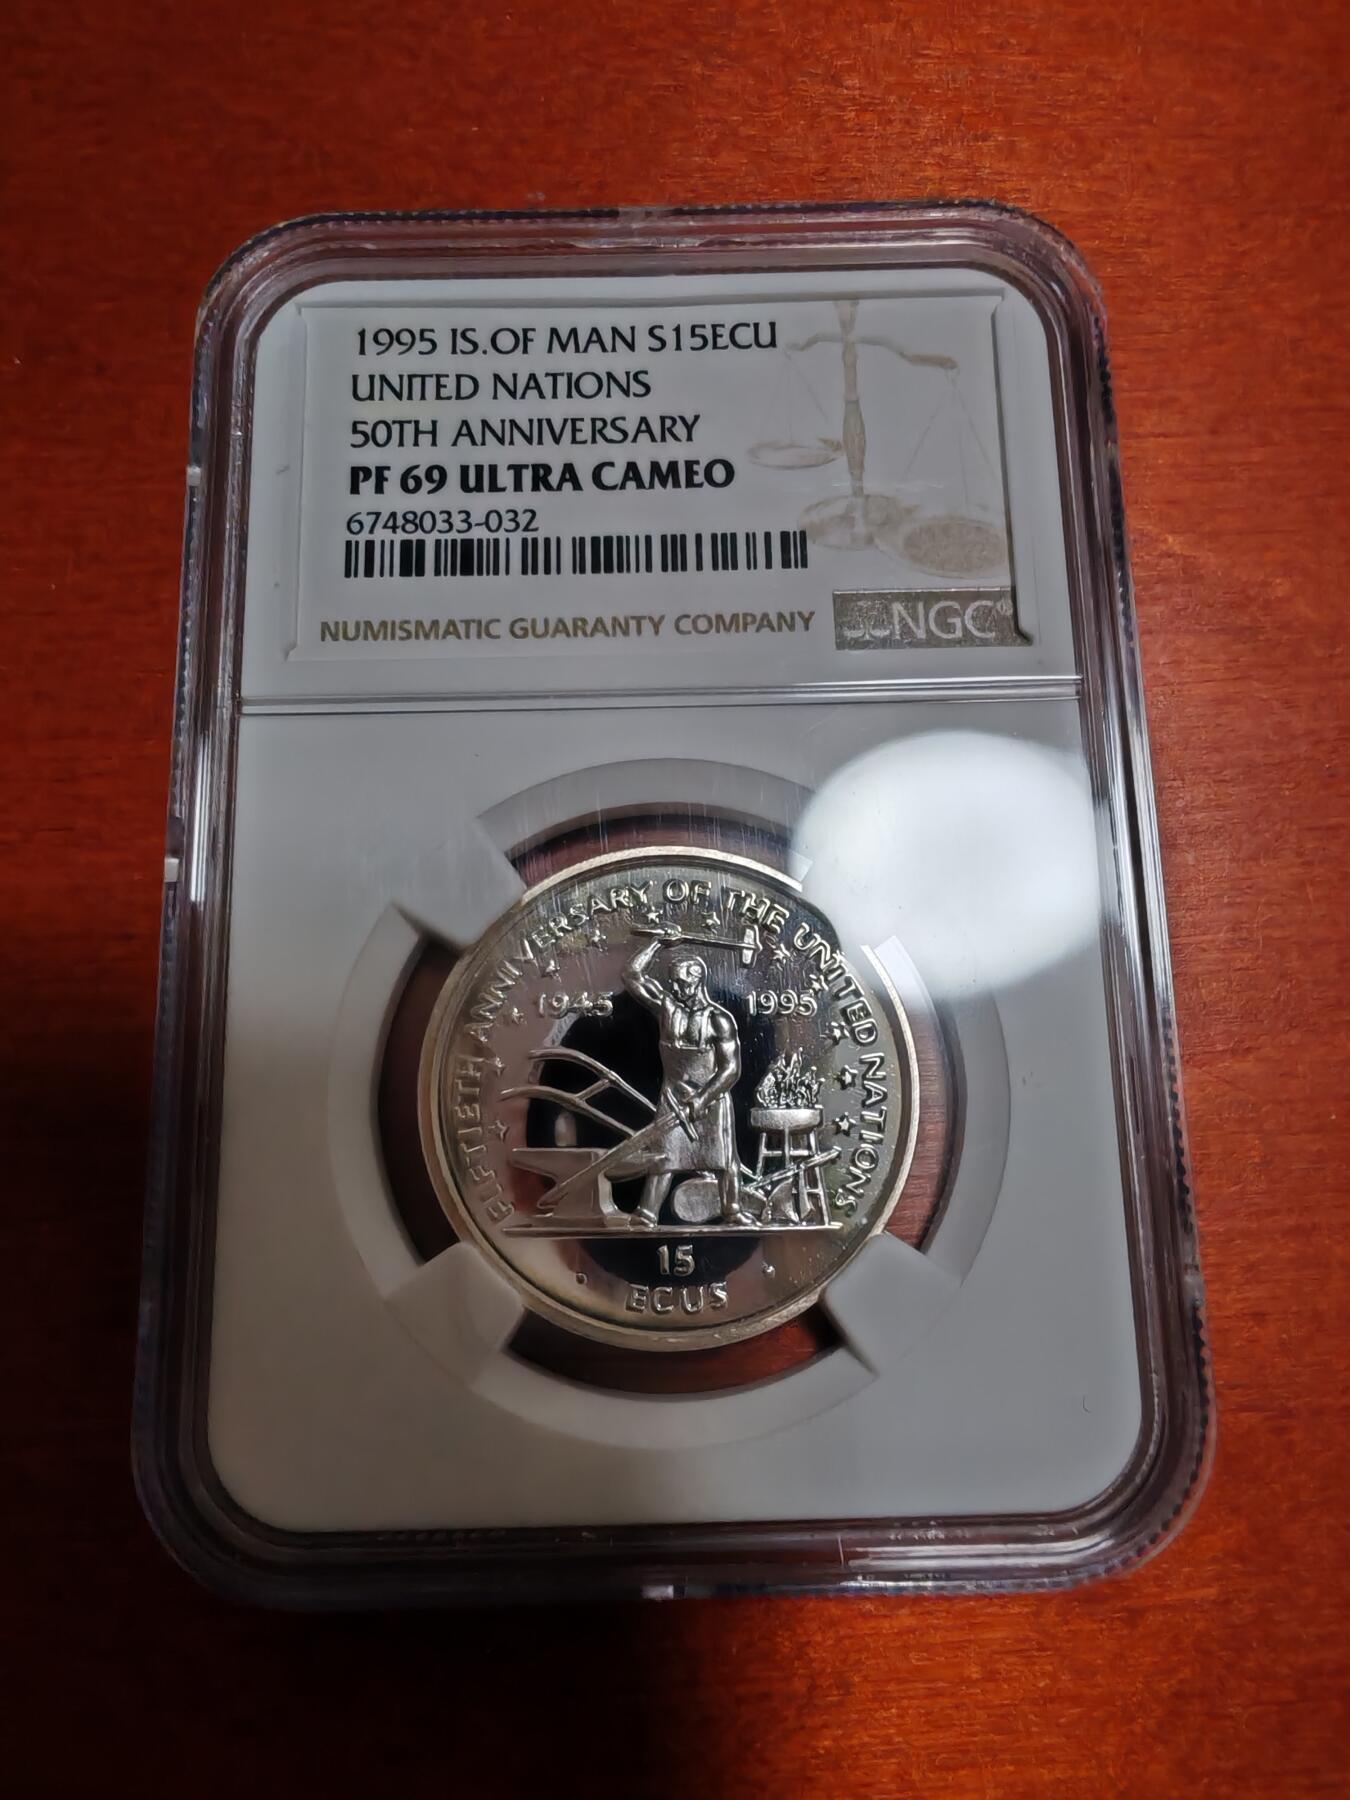 1995 IS.OF MAN S15ECU
UNITED NATIONS
50TH ANNIVERSARY
PF 69 ULTRA CAMEO
6748033-032
NUMISMATIC GUARANTY COMPANY
NGC
FIFTIETH ANNIVERSARY OF THE UNITED NATIONS
1945 1995
15
ECUS